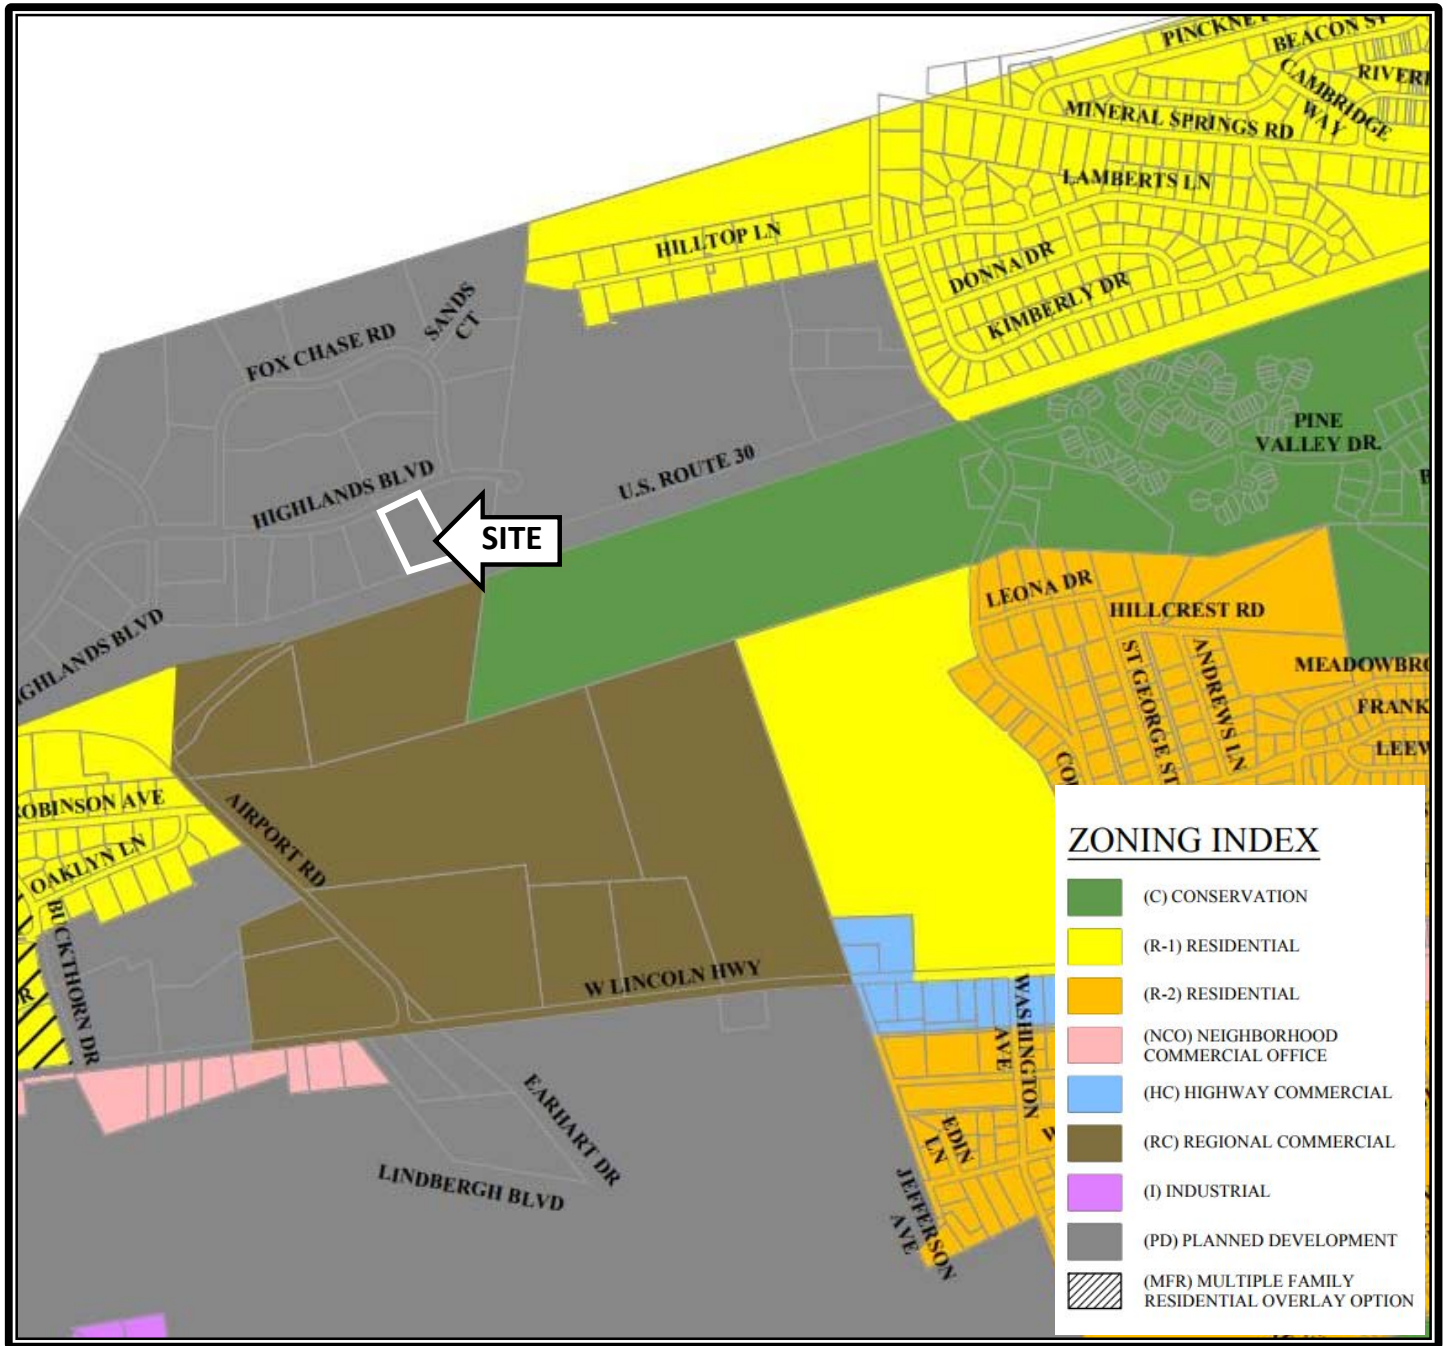 PINCKNEY
BEACON ST
RIVER
CAMBRIDGE
WAY
MINERAL SPRINGS RD
LAMBERTS LN
HILLTOP LN
DONNA DR
KIMBERLY DR
SANDS
CT
FOX CHASE RD
PINE
VALLEY DR.
U.S. ROUTE 30
HIGHLANDS BLVD
SITE
LEONA DR
HILLCREST RD
HIGHLANDS BLVD
ST GEORGE ST
ANDREWS LN
MEADOWBRO
FRANK
LEEW
ROBINSON AVE
AIRPORT RD
OAKLYN LN
BUCKTHORN DR
W LINCOLN HWY
WASHINGTON
AVE
EARHART DR
EDIN
LN
LINDBERGH BLVD
JEFFERSON
AVE
ZONING INDEX
(C) CONSERVATION
(R-1) RESIDENTIAL
(R-2) RESIDENTIAL
(NCO) NEIGHBORHOOD
COMMERCIAL OFFICE
(HC) HIGHWAY COMMERCIAL
(RC) REGIONAL COMMERCIAL
(I) INDUSTRIAL
(PD) PLANNED DEVELOPMENT
(MFR) MULTIPLE FAMILY
RESIDENTIAL OVERLAY OPTION